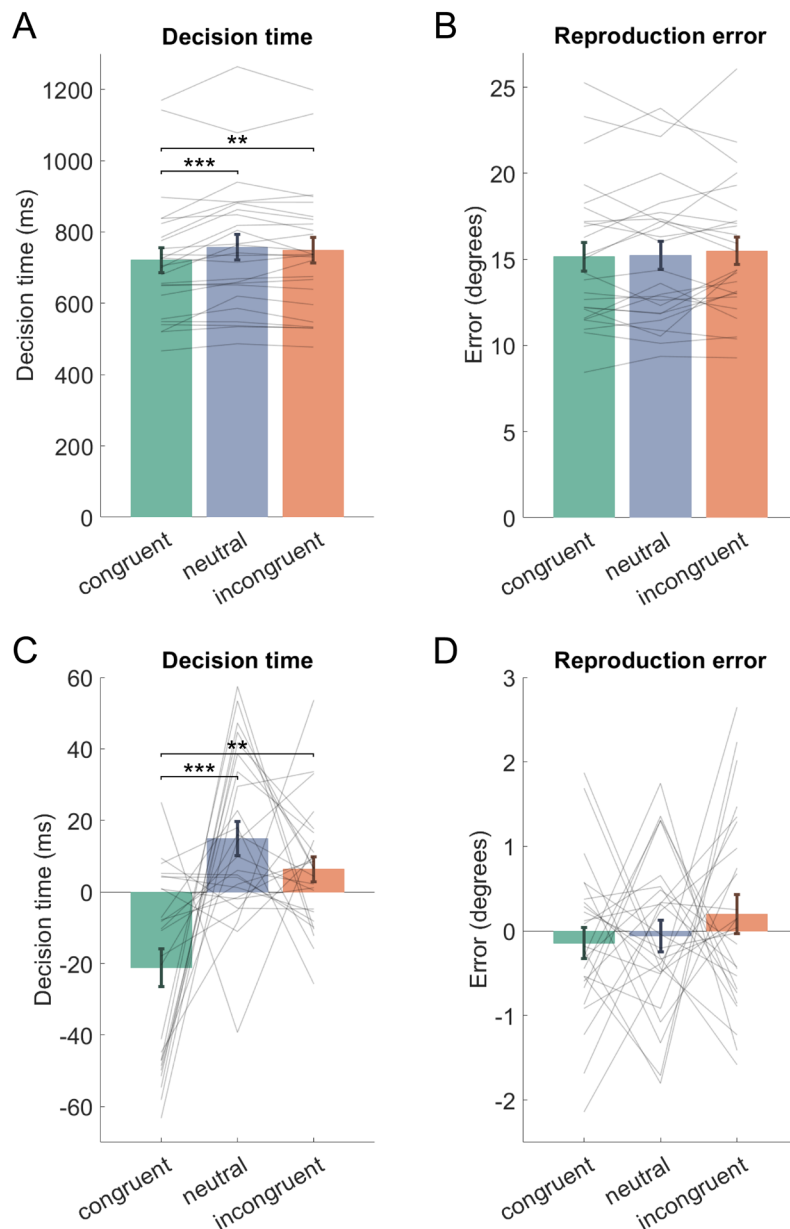 A
Decision time
Decision time (ms)
1200
1000
800
600
400
200
0
**
***
congruent
neutral
incongruent
B
Reproduction error
Error (degrees)
25
20
15
10
5
0
congruent
neutral
incongruent
C
Decision time
Decision time (ms)
60
40
20
0
-20
-40
-60
**
***
congruent
neutral
incongruent
D
Reproduction error
Error (degrees)
3
2
1
0
-1
-2
congruent
neutral
incongruent